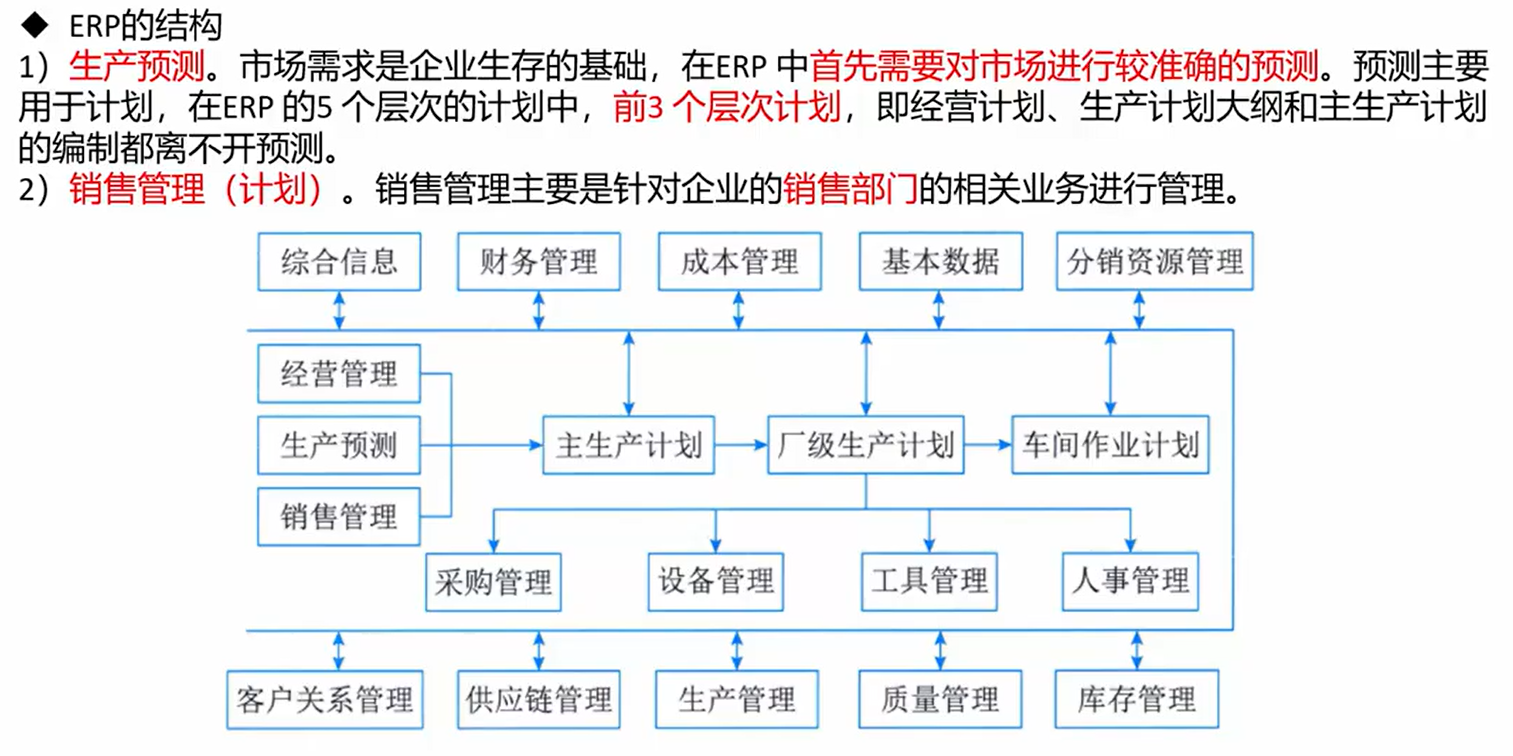 ◆ ERP的结构
1）生产预测。市场需求是企业生存的基础，在ERP 中首先需要对市场进行较准确的预测。预测主要
用于计划，在ERP 的5 个层次的计划中，前3 个层次计划，即经营计划、生产计划大纲和主生产计划
的编制都离不开预测。
2）销售管理（计划）。销售管理主要是针对企业的销售部门的相关业务进行管理。
综合信息 财务管理 成本管理 基本数据 分销资源管理
经营管理
生产预测 主生产计划 厂级生产计划 车间作业计划
销售管理
采购管理 设备管理 工具管理 人事管理
客户关系管理 供应链管理 生产管理 质量管理 库存管理